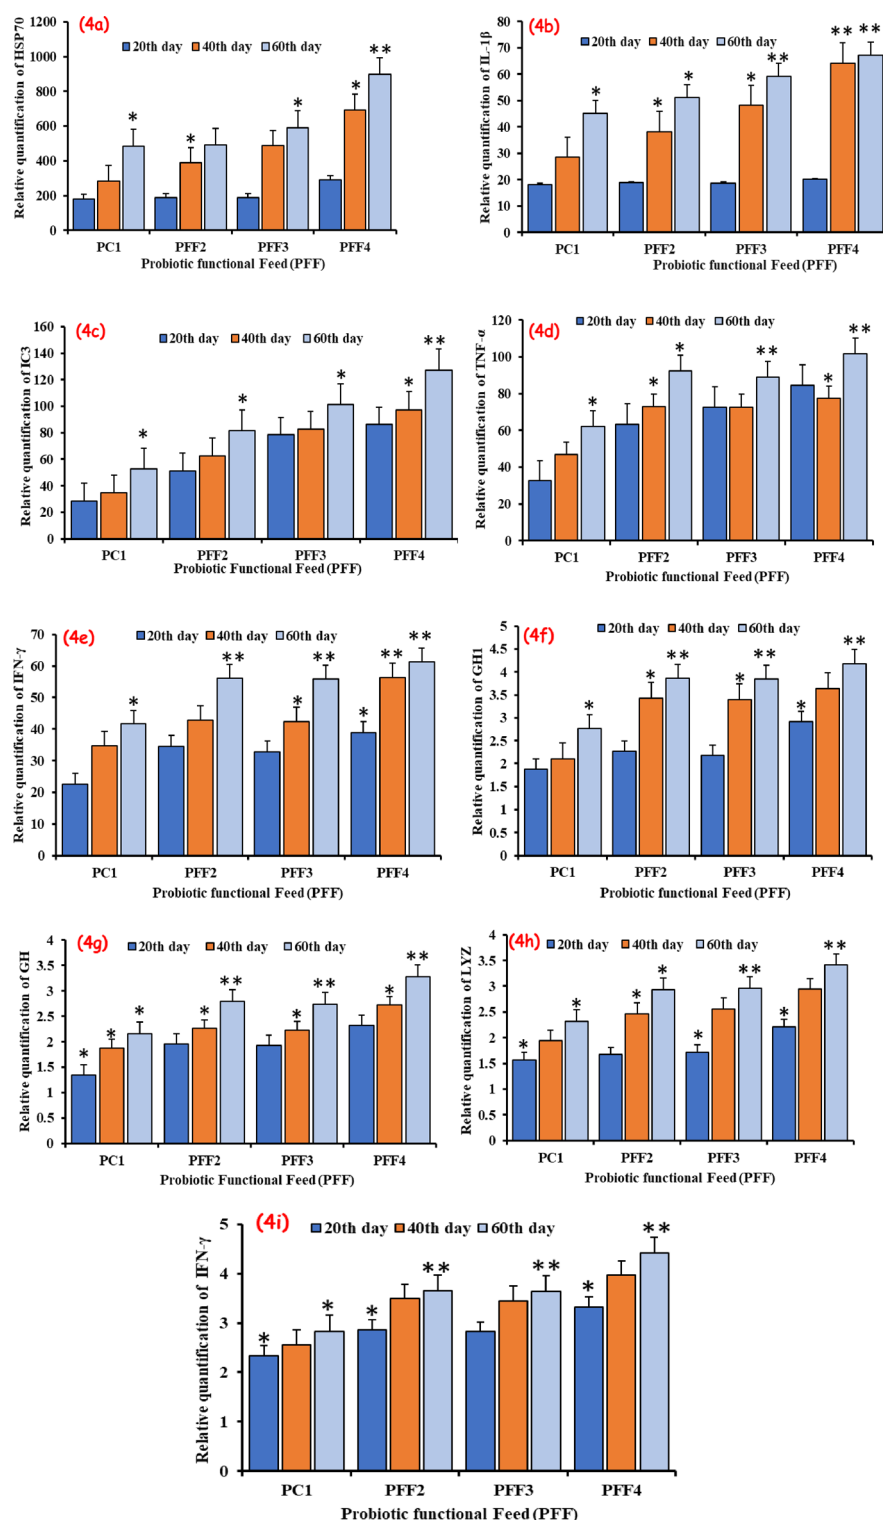 (4a)
20th day 40th day 60th day
Relative quantification of HSP70
1200
1000
800
600
400
200
0
* * * * **
PC1 PFF2 PFF3 PFF4
Probiotic functional Feed (PFF)
(4b)
20th day 40th day 60th day
Relative quantification of IL-1β
80
70
60
50
40
30
20
10
0
* * * * ** ** **
PC1 PFF2 PFF3 PFF4
Probiotic functional Feed (PFF)
(4c)
20th day 40th day 60th day
Relative quantification of IC3
160
140
120
100
80
60
40
20
0
* * * * **
PC1 PFF2 PFF3 PFF4
Probiotic Functional Feed (PFF)
(4d)
20th day 40th day 60th day
Relative quantification of TNF-α
120
100
80
60
40
20
0
* * * ** * **
PC1 PFF2 PFF3 PFF4
Probiotic functional Feed (PFF)
(4e)
20th day 40th day 60th day
Relative quantification of IFN-γ
70
60
50
40
30
20
10
0
* ** * ** * ** **
PC1 PFF2 PFF3 PFF4
Probiotic functional Feed (PFF)
(4f)
20th day 40th day 60th day
Relative quantification of GH1
5
4.5
4
3.5
3
2.5
2
1.5
1
0.5
0
* * ** * ** * **
PC1 PFF2 PFF3 PFF4
Probiotic functional Feed (PFF)
(4g)
20th day 40th day 60th day
Relative quantification of GH
4
3.5
3
2.5
2
1.5
1
0.5
0
* * * * ** * ** * **
PC1 PFF2 PFF3 PFF4
Probiotic Functional Feed (PFF)
(4h)
20th day 40th day 60th day
Relative quantification of LYZ
4
3.5
3
2.5
2
1.5
1
0.5
0
* * * * * ** * **
PC1 PFF2 PFF3 PFF4
Probiotic Functional Feed (PFF)
(4i)
20th day 40th day 60th day
Relative quantification of IFN-γ
5
4
3
2
1
0
* * * ** ** * **
PC1 PFF2 PFF3 PFF4
Probiotic functional Feed (PFF)